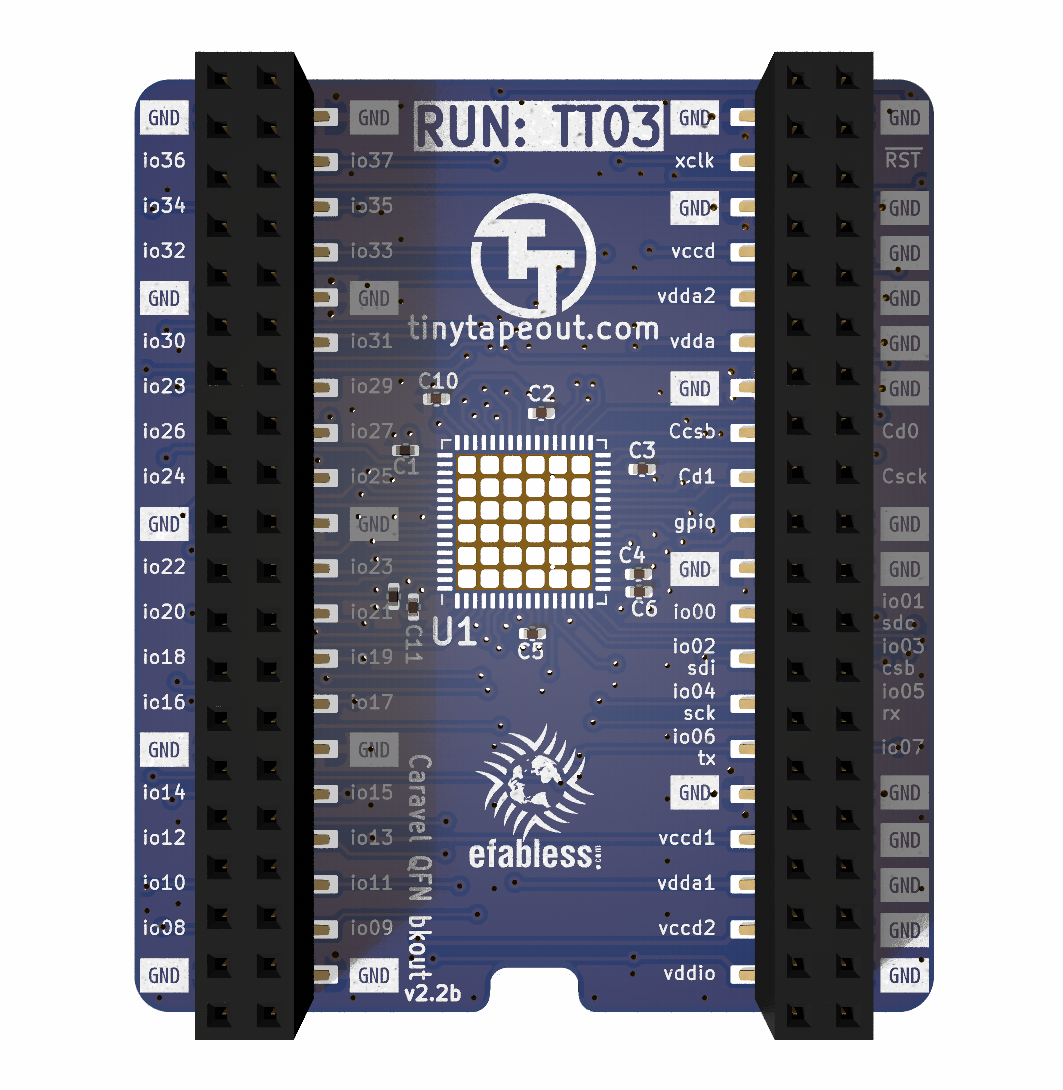 RUN: TT03
GND GND GND GND
io36 io37 xclk RST
io34 io35 GND GND
io32 io33 vccd GND
GND GND vdda2 GND
io30 io31 vdda GND
io28 io29 GND GND
io26 io27 Ccsb Cd0
io24 io25 Cd1 Csck
GND GND gpio GND
io22 io23 GND GND
io20 io21 io00 io01
sdo
io18 io19 io02 io03
sdi csb
io16 io17 io04 io05
sck rx
GND GND io06 io07
tx
io14 io15 GND GND
io12 io13 vccd1 GND
io10 io11 vdda1 GND
io08 io09 vccd2 GND
GND GND vddio GND
TT
tinytapeout.com
C10
C2
C1
C3
C4
C6
C11
U1
C5
efabless.com
Caravel QFN bkout
v2.2b